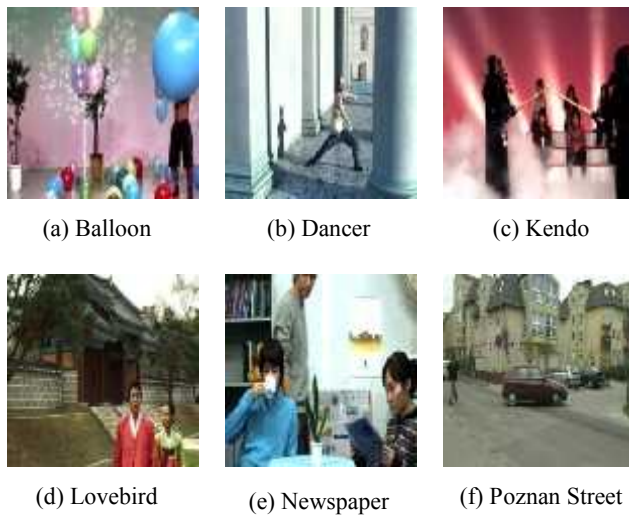 (a) Balloon
(b) Dancer
(c) Kendo
(d) Lovebird
(e) Newspaper
(f) Poznan Street